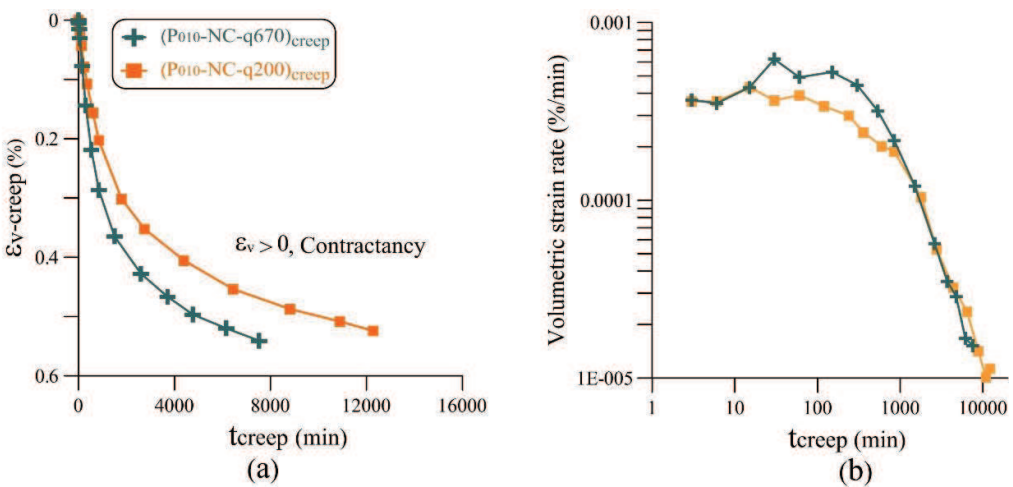 0
0.2
0.4
0.6
εv-creep (%)
(P010-NC-q670)creep
(P010-NC-q200)creep
εv > 0, Contractancy
0 4000 8000 12000 16000
tcreep (min)
(a)
0.001
0.0001
1E-005
Volumetric strain rate (%/min)
1 10 100 1000 10000
tcreep (min)
(b)